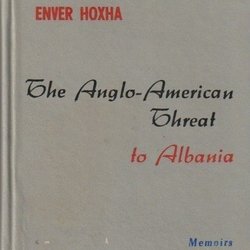 ENVER HOXHA
The Anglo-American
Threat
to Albania
Memoirs